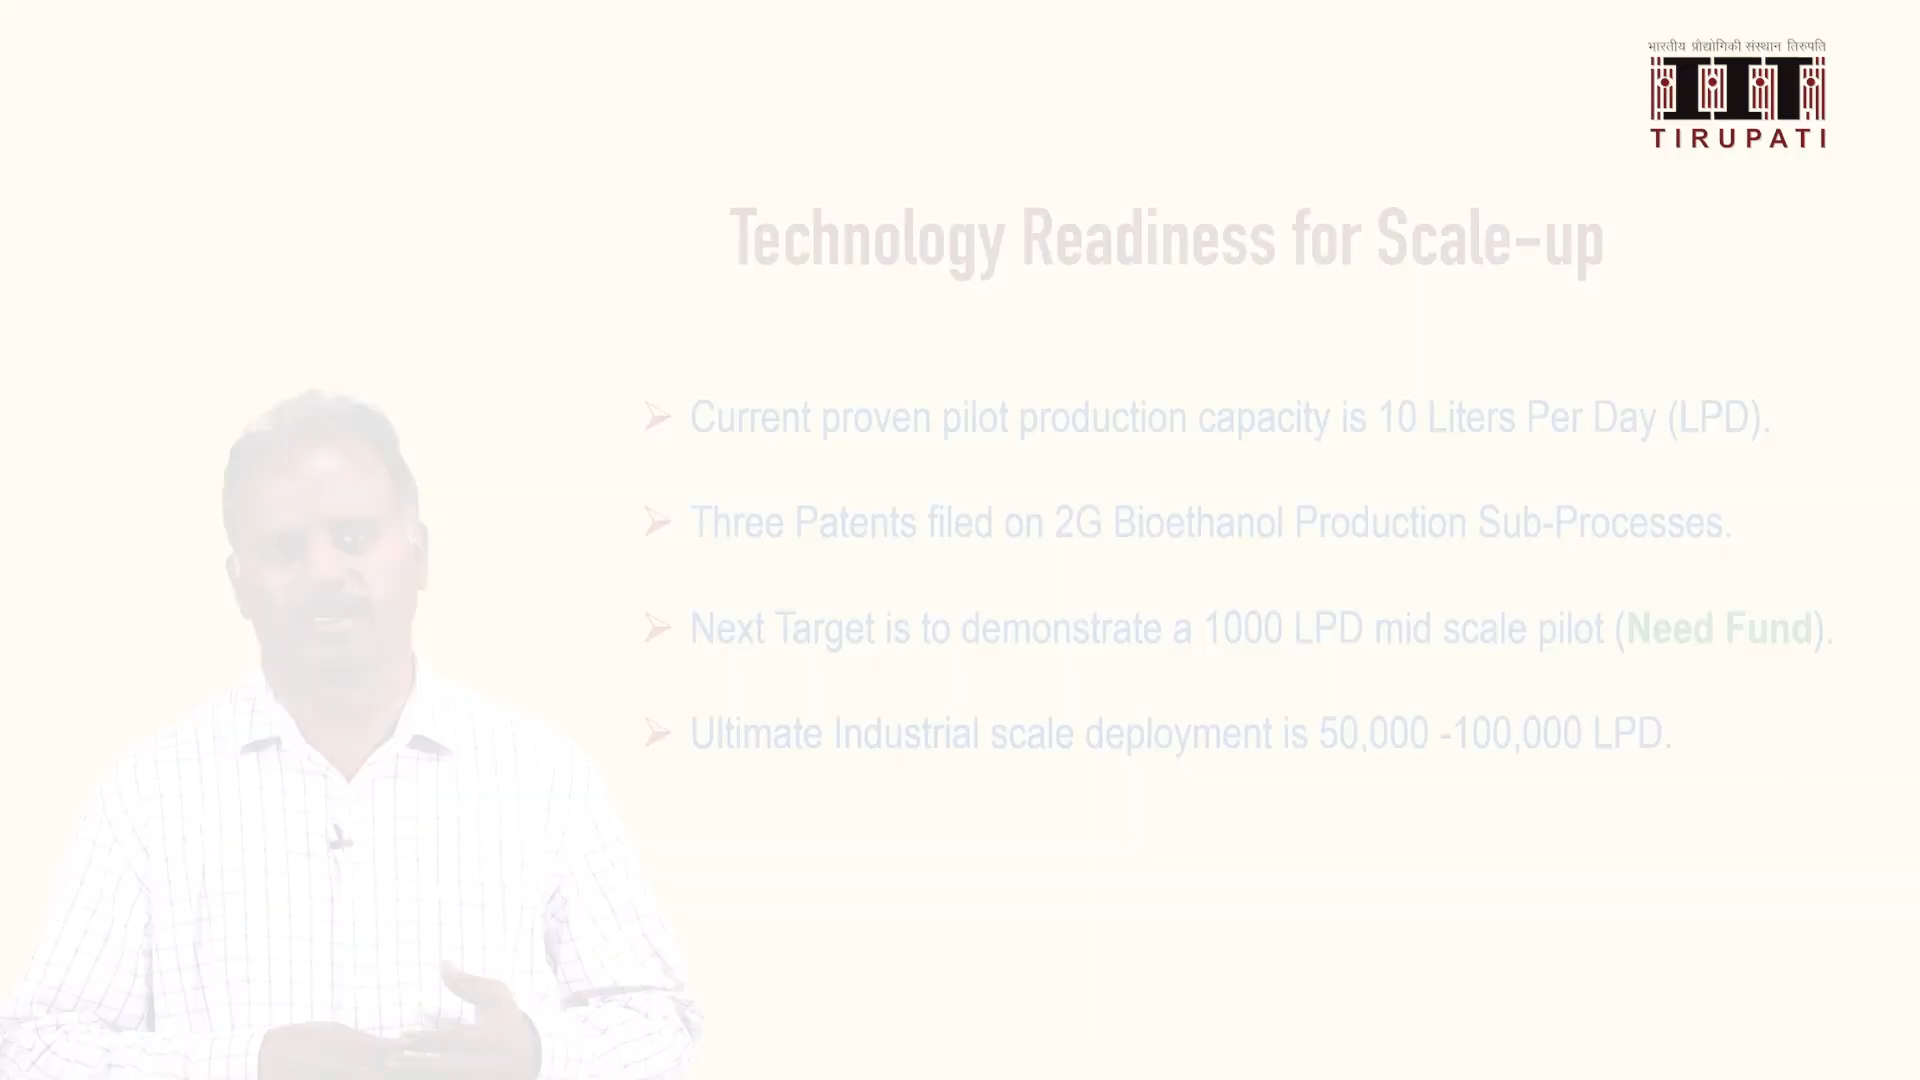 भारतीय प्रौद्योगिकी संस्थान तिरुपति
IIT
TIRUPATI
Technology Readiness for Scale-up
➢ Current proven pilot production capacity is 10 Liters Per Day (LPD).
➢ Three Patents filed on 2G Bioethanol Production Sub-Processes.
➢ Next Target is to demonstrate a 1000 LPD mid scale pilot (Need Fund).
➢ Ultimate Industrial scale deployment is 50,000 -100,000 LPD.